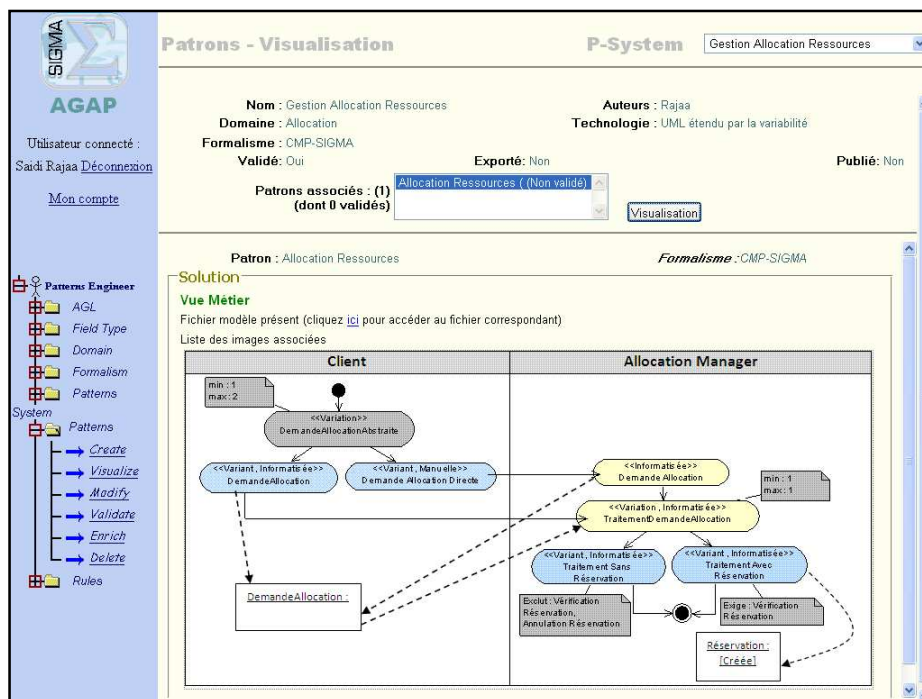 SIGMA
AGAP
Utilisateur connecté :
Saidi Rajaa Déconnexion
Mon compte
Patterns Engineer
AGL
Field Type
Domain
Formalism
Patterns
System
Patterns
Create
Visualize
Modify
Validate
Enrich
Delete
Rules
Patrons - Visualisation
P-System
Gestion Allocation Ressources
Nom : Gestion Allocation Ressources
Auteurs : Rajaa
Domaine : Allocation
Technologie : UML étendu par la variabilité
Formalisme : CMP-SIGMA
Validé: Oui
Exporté: Non
Publié: Non
Patrons associés : (1)
(dont 0 validés)
Allocation Ressources ( (Non validé)
Visualisation
Patron : Allocation Ressources
Formalisme :CMP-SIGMA
Solution
Vue Métier
Fichier modèle présent (cliquez ici pour accéder au fichier correspondant)
Liste des images associées
Client
Allocation Manager
min : 1
max : 2
<<Variation>>
DemandeAllocationAbstraite
<<Variant, Informatisée>>
DemandeAllocation
<<Variant, Manuelle>>
Demande Allocation Directe
<<Informatisée>>
Demande Allocation
min : 1
max : 1
<<Variation , Informatisée>>
TraitementDemandeAllocation
<<Variant , Informatisée>>
Traitement Sans
Réservation
<<Variant , Informatisée>>
Traitement Avec
Réservation
DemandeAllocation :
Exclut : Vérification
Réservation,
Annulation Réservation
Exige : Vérification
Réservation
Réservation :
[Créée]